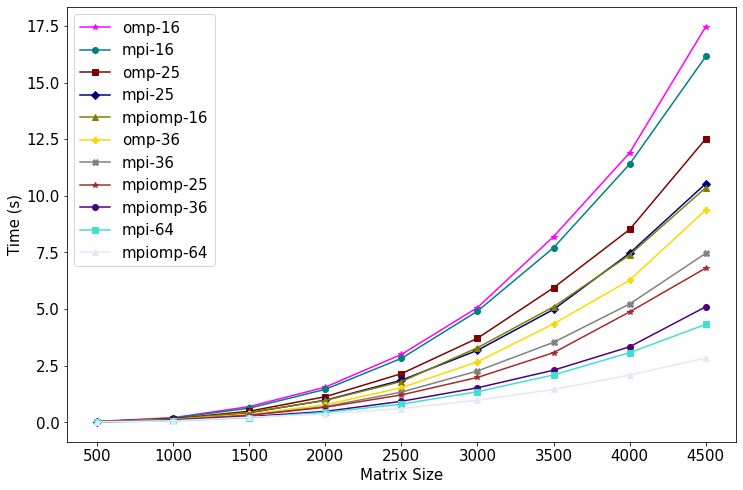 17.5
15.0
12.5
10.0
7.5
5.0
2.5
0.0
Time (s)
omp-16
mpi-16
omp-25
mpi-25
mpiomp-16
omp-36
mpi-36
mpiomp-25
mpiomp-36
mpi-64
mpiomp-64
500 1000 1500 2000 2500 3000 3500 4000 4500
Matrix Size